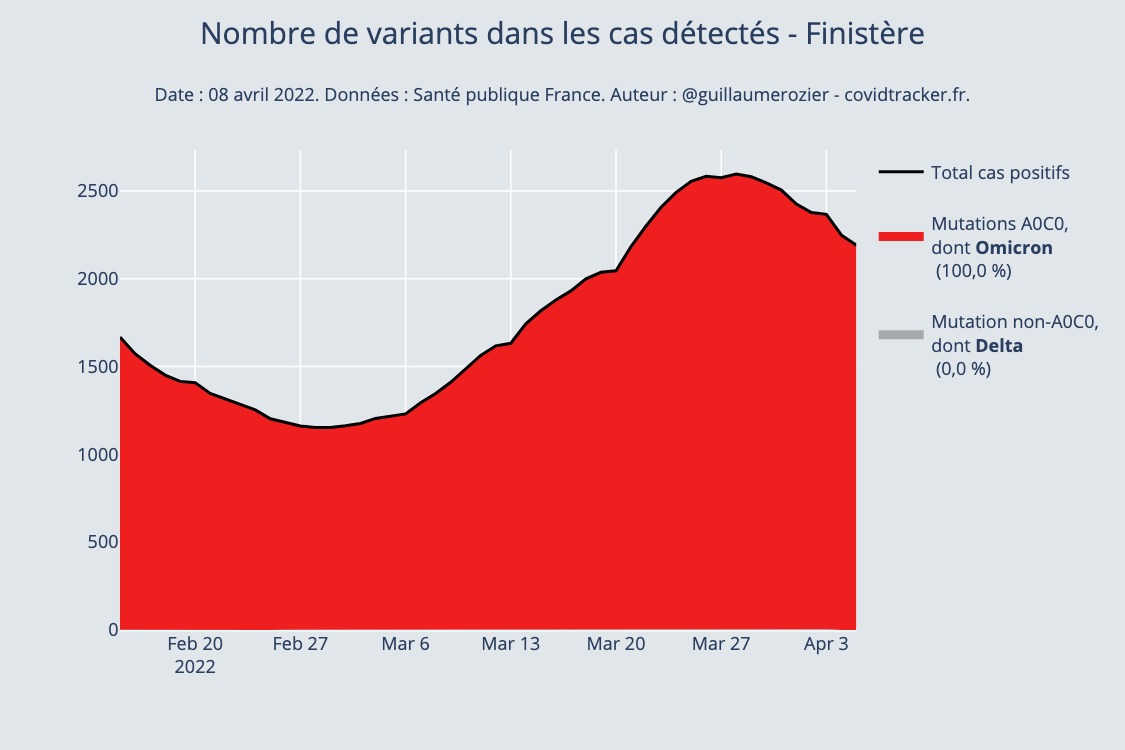 Nombre de variants dans les cas détectés - Finistère
Date : 08 avril 2022. Données : Santé publique France. Auteur : @guillaumerozier - covidtracker.fr.
2500
2000
1500
1000
500
0
Feb 20
2022
Feb 27
Mar 6
Mar 13
Mar 20
Mar 27
Apr 3
Total cas positifs
Mutations A0C0,
dont Omicron
(100,0 %)
Mutation non-A0C0,
dont Delta
(0,0 %)